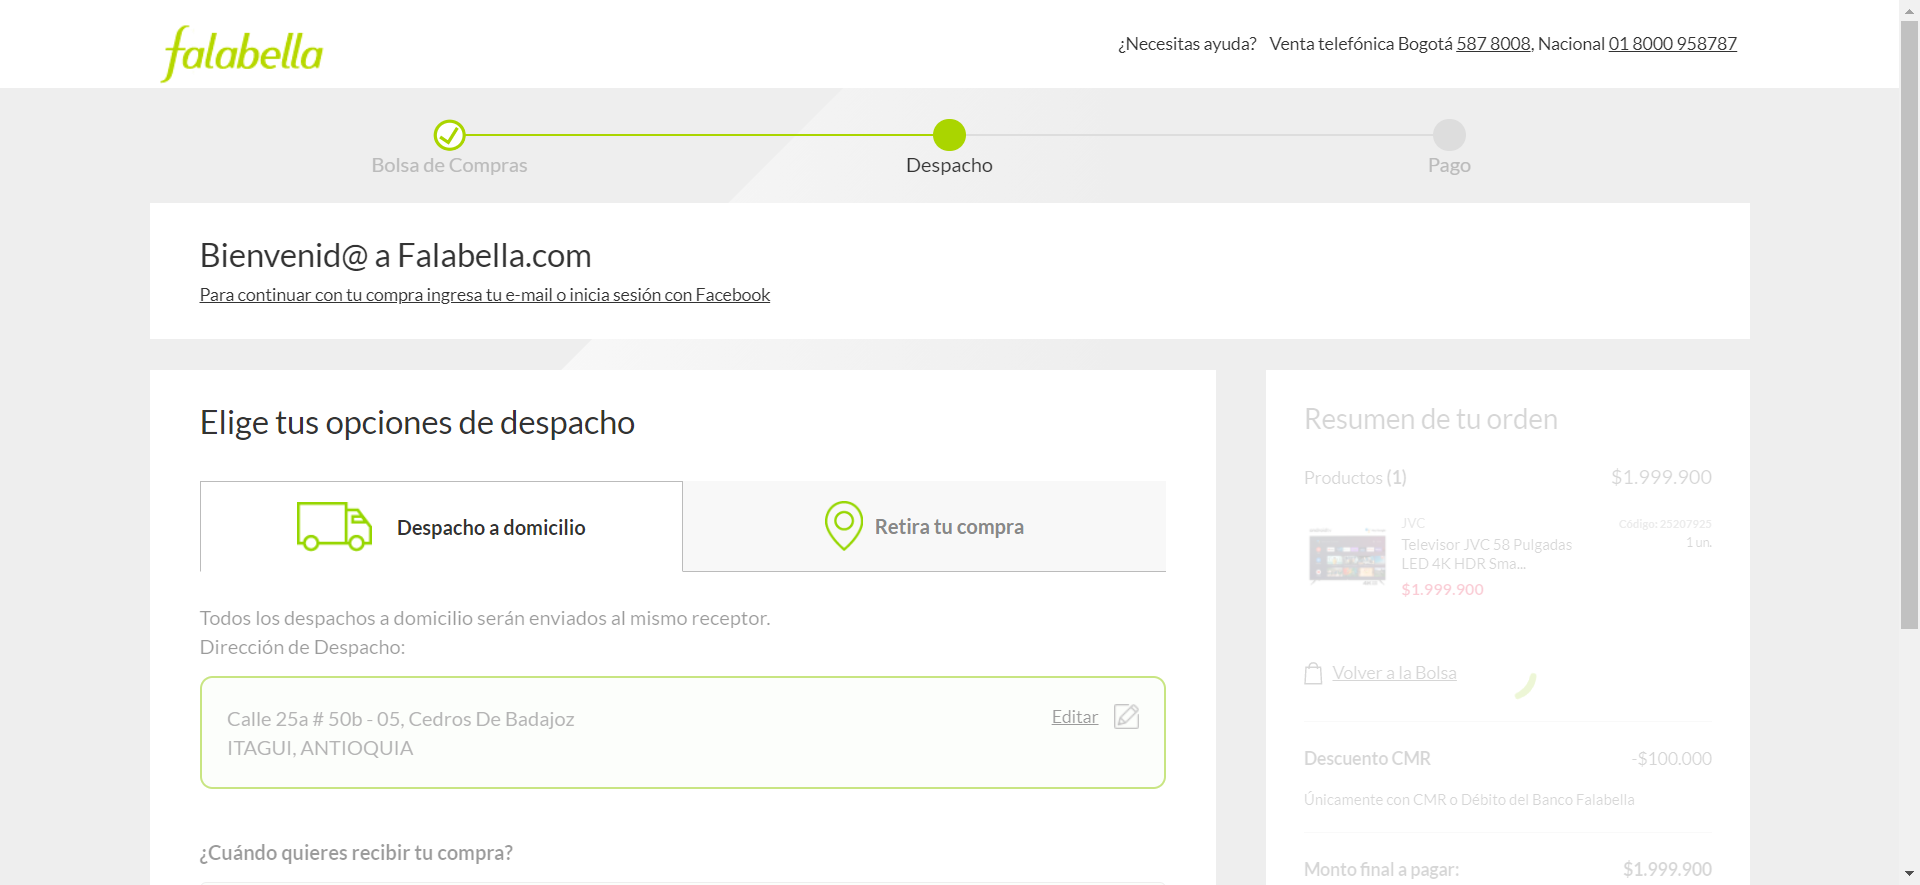 falabella
¿Necesitas ayuda? Venta telefónica Bogotá 587 8008, Nacional 01 8000 958787
Bolsa de Compras
Despacho
Pago
Bienvenid@ a Falabella.com
Para continuar con tu compra ingresa tu e-mail o inicia sesión con Facebook
Elige tus opciones de despacho
Despacho a domicilio
Retira tu compra
Todos los despachos a domicilio serán enviados al mismo receptor.
Dirección de Despacho:
Calle 25a # 50b - 05, Cedros De Badajoz
ITAGUI, ANTIOQUIA
Editar
¿Cuándo quieres recibir tu compra?
Resumen de tu orden
Productos (1) $1.999.900
JVC Código: 25207925
Televisor JVC 58 Pulgadas 1 un.
LED 4K HDR Sma...
$1.999.900
Volver a la Bolsa
Descuento CMR -$100.000
Únicamente con CMR o Débito del Banco Falabella
Monto final a pagar: $1.999.900